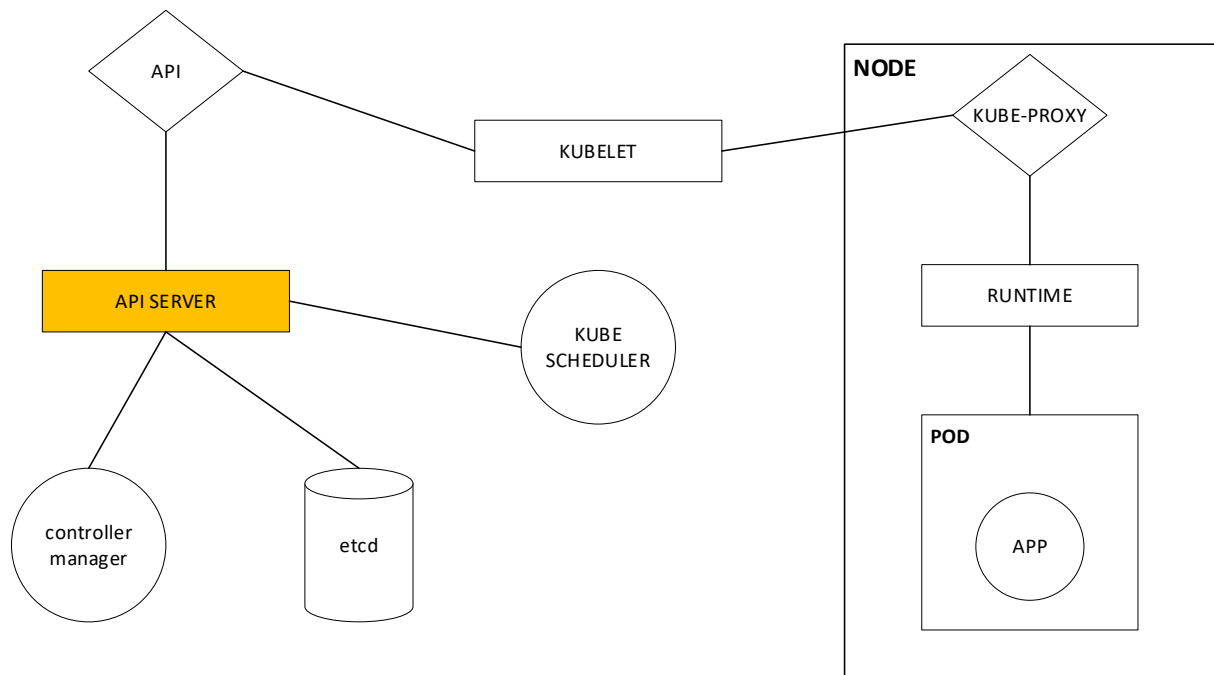 API
NODE
KUBE-PROXY
KUBELET
API SERVER
RUNTIME
KUBE
SCHEDULER
POD
controller
manager
etcd
APP